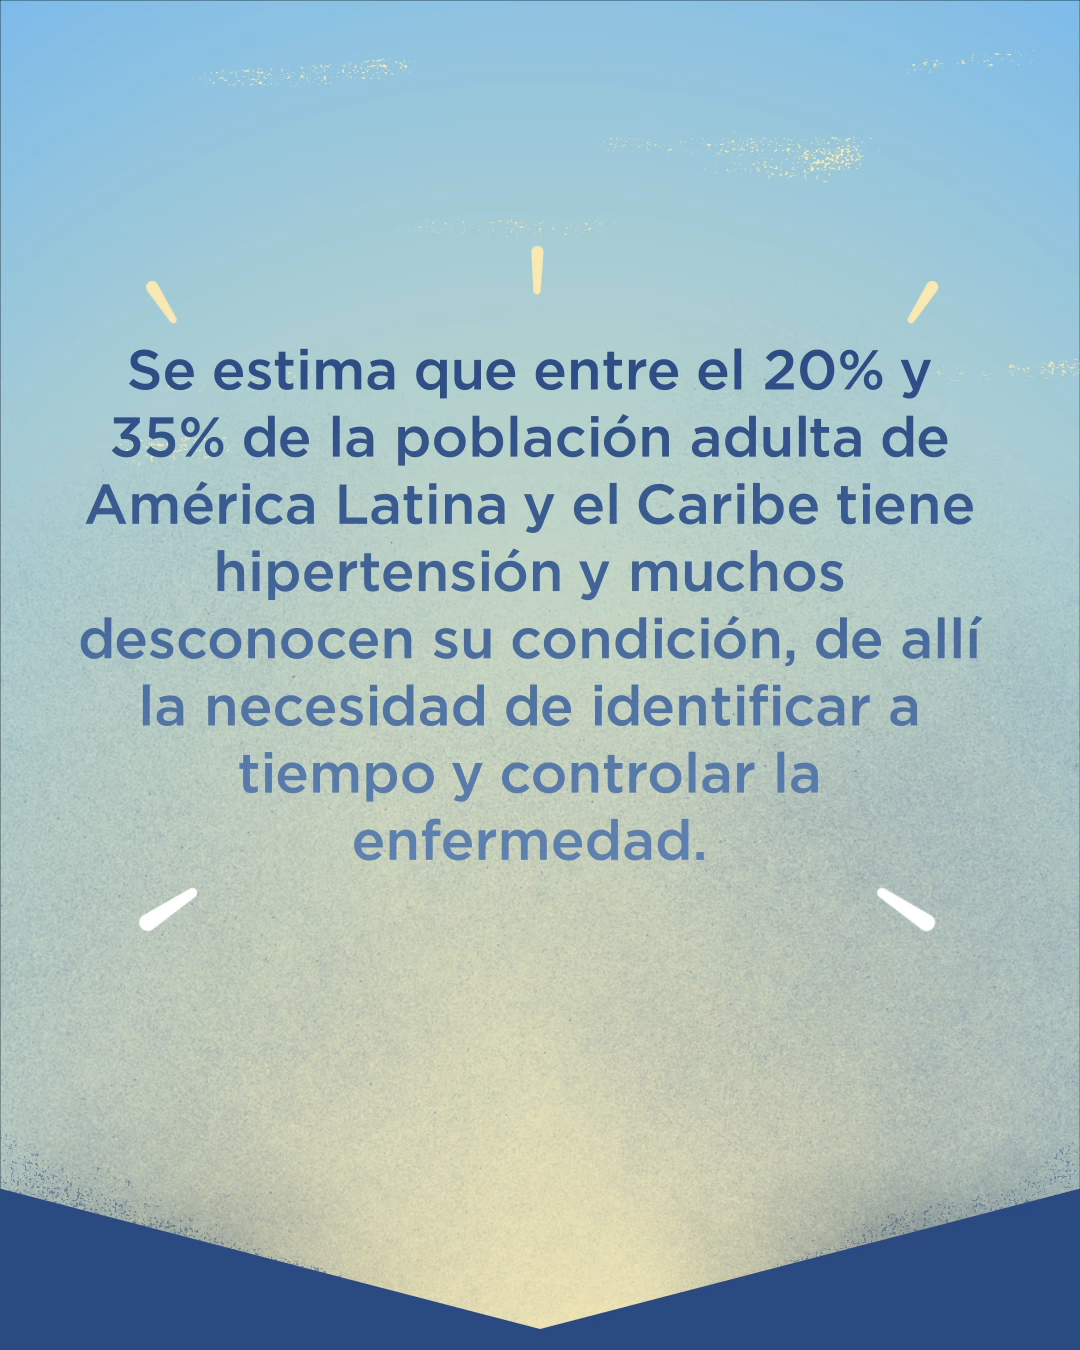 Se estima que entre el 20% y
35% de la población adulta de
América Latina y el Caribe tiene
hipertensión y muchos
desconocen su condición, de allí
la necesidad de identificar a
tiempo y controlar la
enfermedad.